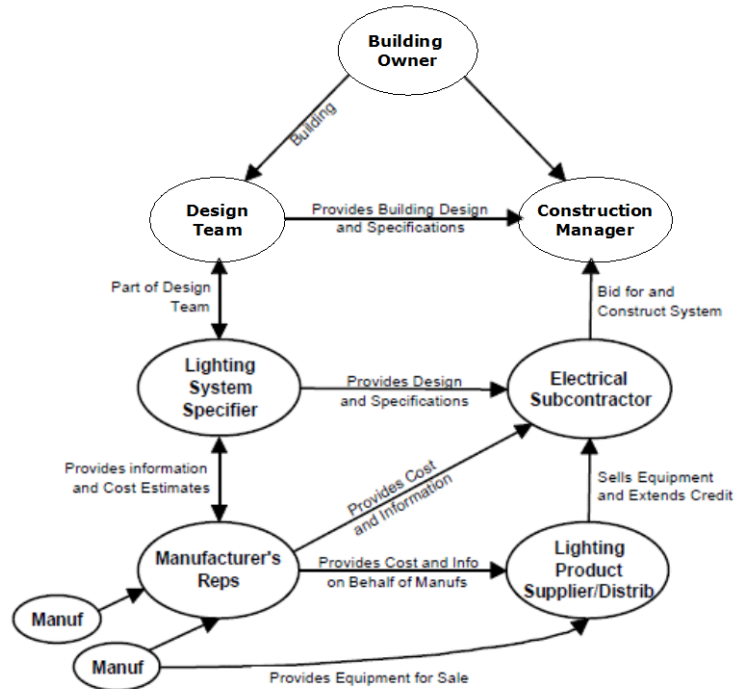 Building
Owner
Building
Design
Team
Provides Building Design
and Specifications
Construction
Manager
Part of Design
Team
Bid for and
Construct System
Lighting
System
Specifier
Provides Design
and Specifications
Electrical
Subcontractor
Provides information
and Cost Estimates
Provides Cost
and Information
Sells Equipment
and Extends Credit
Manufacturer's
Reps
Provides Cost and Info
on Behalf of Manufs
Lighting
Product
Supplier/Distrib
Manuf
Manuf
Provides Equipment for Sale